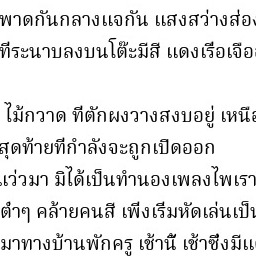 พาดกันกลางแจกัน แสงสว่างส่อง
ที่ระนาบลงบนโต๊ะมีสี แดงเรือเจือ
ไม้กวาด ที่ตักผงวางสงบอยู่ เหนือ
สุดท้ายที่กำลังจะถูกเปิดออก
แว่วมา มิได้เป็นทำนองเพลงไพเรา
ต่ำๆ คล้ายคนสี เพิ่งเริ่มหัดเล่นเป็น
มาทางบ้านพักครู เช้านี้ เช้าซึ่งมีแ